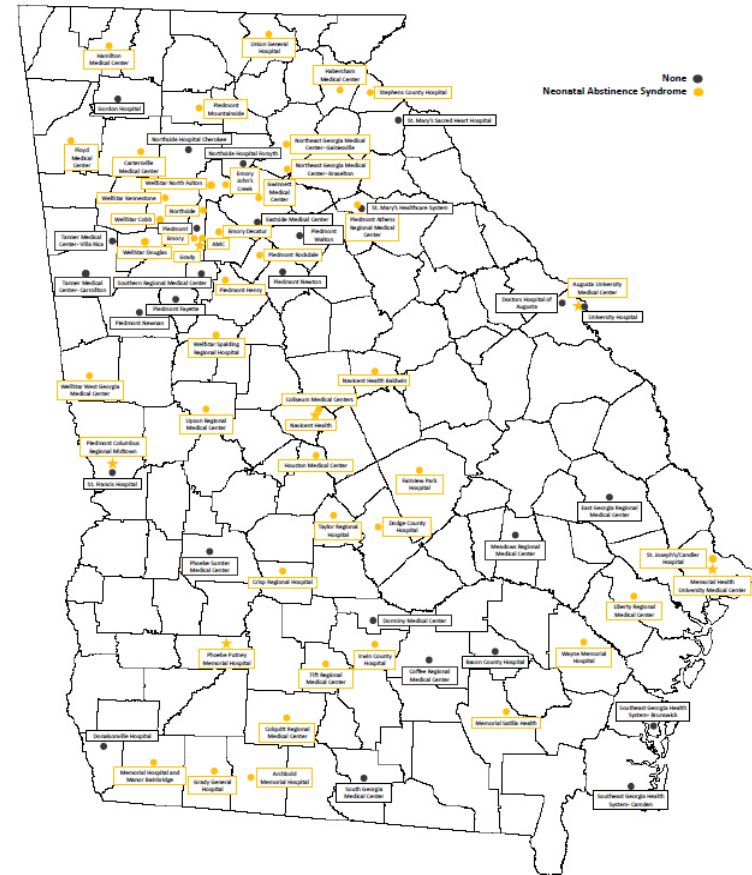 Union General
Hospital
Hamilton
Medical Center
Habersham
Medical Center
None
Neonatal Abstinence Syndrome
Stephens County Hospital
Gordon Hospital
Piedmont
Mountainside
St. Mary's Sacred Heart Hospital
Northside Hospital Cherokee
Northeast Georgia Medical
Center- Gainesville
Floyd
Medical
Center
Cartersville
Medical Center
Northside Hospital Forsyth
Northeast Georgia Medical
Center- Braselton
WellStar North Fulton
Emory
John's
Creek
Gwinnett
Medical
Center
WellStar Kennestone
Northside
St. Mary's Healthcare System
WellStar Cobb
Piedmont
Eastside Medical Center
Piedmont Athens
Regional Medical
Center
Tanner Medical
Center- Villa Rica
Emory
AMC
Emory Decatur
Piedmont
Walton
WellStar Douglas
Grady
Piedmont Rockdale
Tanner Medical
Center- Carrollton
Southern Regional Medical Center
Piedmont Henry
Piedmont Newton
Augusta University
Medical Center
Doctors Hospital of
Augusta
University Hospital
Piedmont Fayette
Piedmont Newnan
WellStar Spalding
Regional Hospital
WellStar West Georgia
Medical Center
Navicent Health Baldwin
Coliseum Medical Centers
Upson Regional
Medical Center
Navicent Health
Piedmont Columbus
Regional Midtown
Houston Medical Center
St. Francis Hospital
Fairview Park
Hospital
East Georgia Regional
Medical Center
Taylor Regional
Hospital
Dodge County
Hospital
Meadows Regional
Medical Center
Phoebe Sumter
Medical Center
Crisp Regional Hospital
St. Joseph's/Candler
Hospital
Memorial Health
University Medical Center
Liberty Regional
Medical Center
Dorminy Medical Center
Phoebe Putney
Memorial Hospital
Irwin County
Hospital
Tift Regional
Medical Center
Coffee Regional
Medical Center
Bacon County Hospital
Wayne Memorial
Hospital
Colquitt Regional
Medical Center
Memorial Satilla Health
Southeast Georgia Health
System- Brunswick
Donalsonville Hospital
Memorial Hospital and
Manor Bainbridge
Grady General
Hospital
Archbold
Memorial Hospital
South Georgia
Medical Center
Southeast Georgia Health
System- Camden